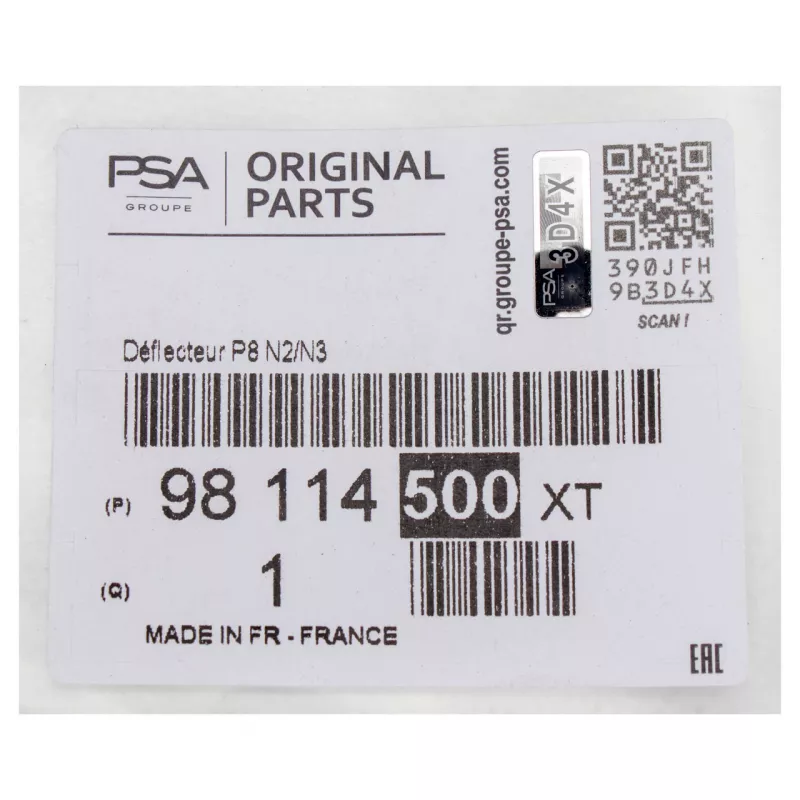 PSA
GROUPE
ORIGINAL
PARTS
qr.groupe-psa.com
3D4X
PSA
GROUPE
390JFH
9B3D4X
SCAN!
Déflecteur P8 N2/N3
(P) 98 114 500 XT
(Q) 1
MADE IN FR - FRANCE
EAC